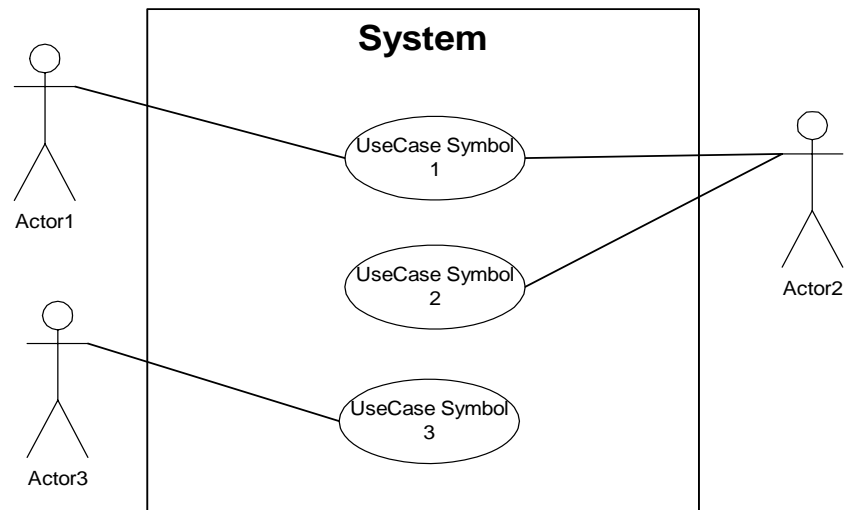 System
UseCase Symbol
1
Actor1
UseCase Symbol
2
Actor2
UseCase Symbol
3
Actor3